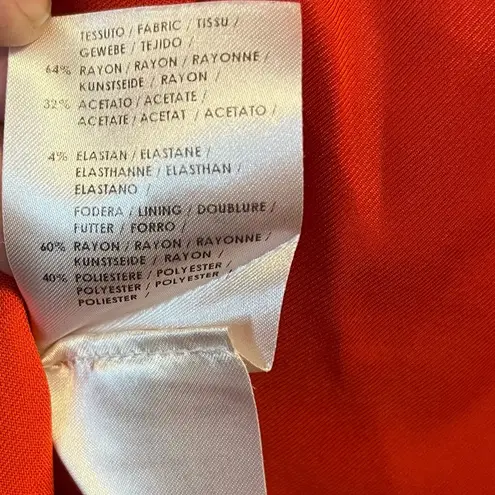 TESSUTO / FABRIC / TISSU /
GEWEBE / TEJIDO /
64% RAYON / RAYON / RAYONNE /
KUNSTSEIDE / RAYON /
32% ACETATO / ACETATE /
ACETATE / ACETAT / ACETATO /
4% ELASTAN / ELASTANE /
ELASTHANNE / ELASTHAN /
ELASTANO /
FODERA / LINING / DOUBLURE /
FUTTER / FORRO /
60% RAYON / RAYON / RAYONNE /
KUNSTSEIDE / RAYON /
40% POLIESTERE / POLYESTER /
POLYESTER / POLYESTER /
POLIESTER /